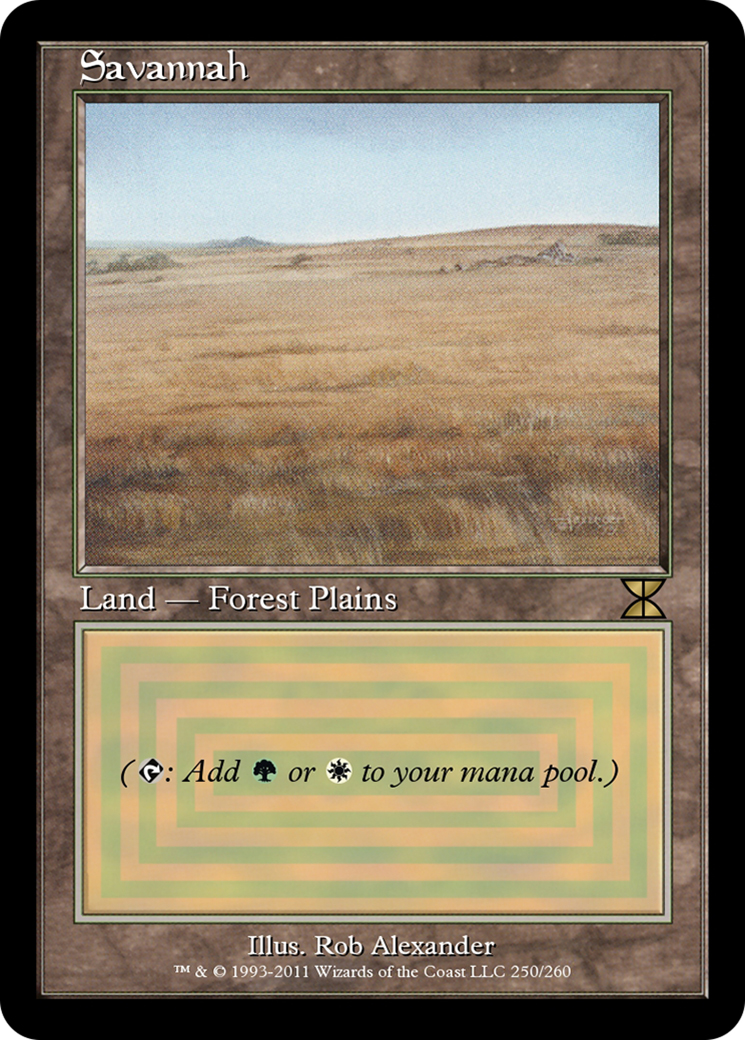 Savannah
Land — Forest Plains
( : Add or to your mana pool.)
Illus. Rob Alexander
™ & © 1993-2011 Wizards of the Coast LLC 250/260